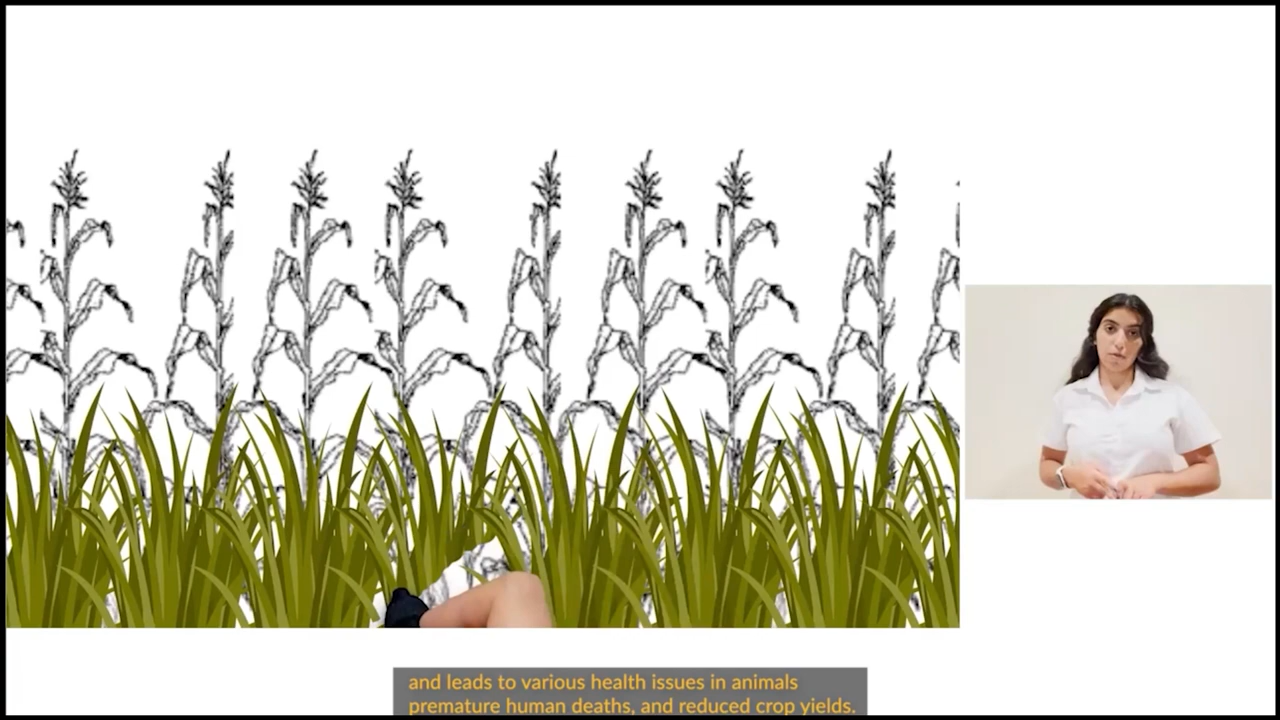 and leads to various health issues in animals
premature human deaths, and reduced crop yields.